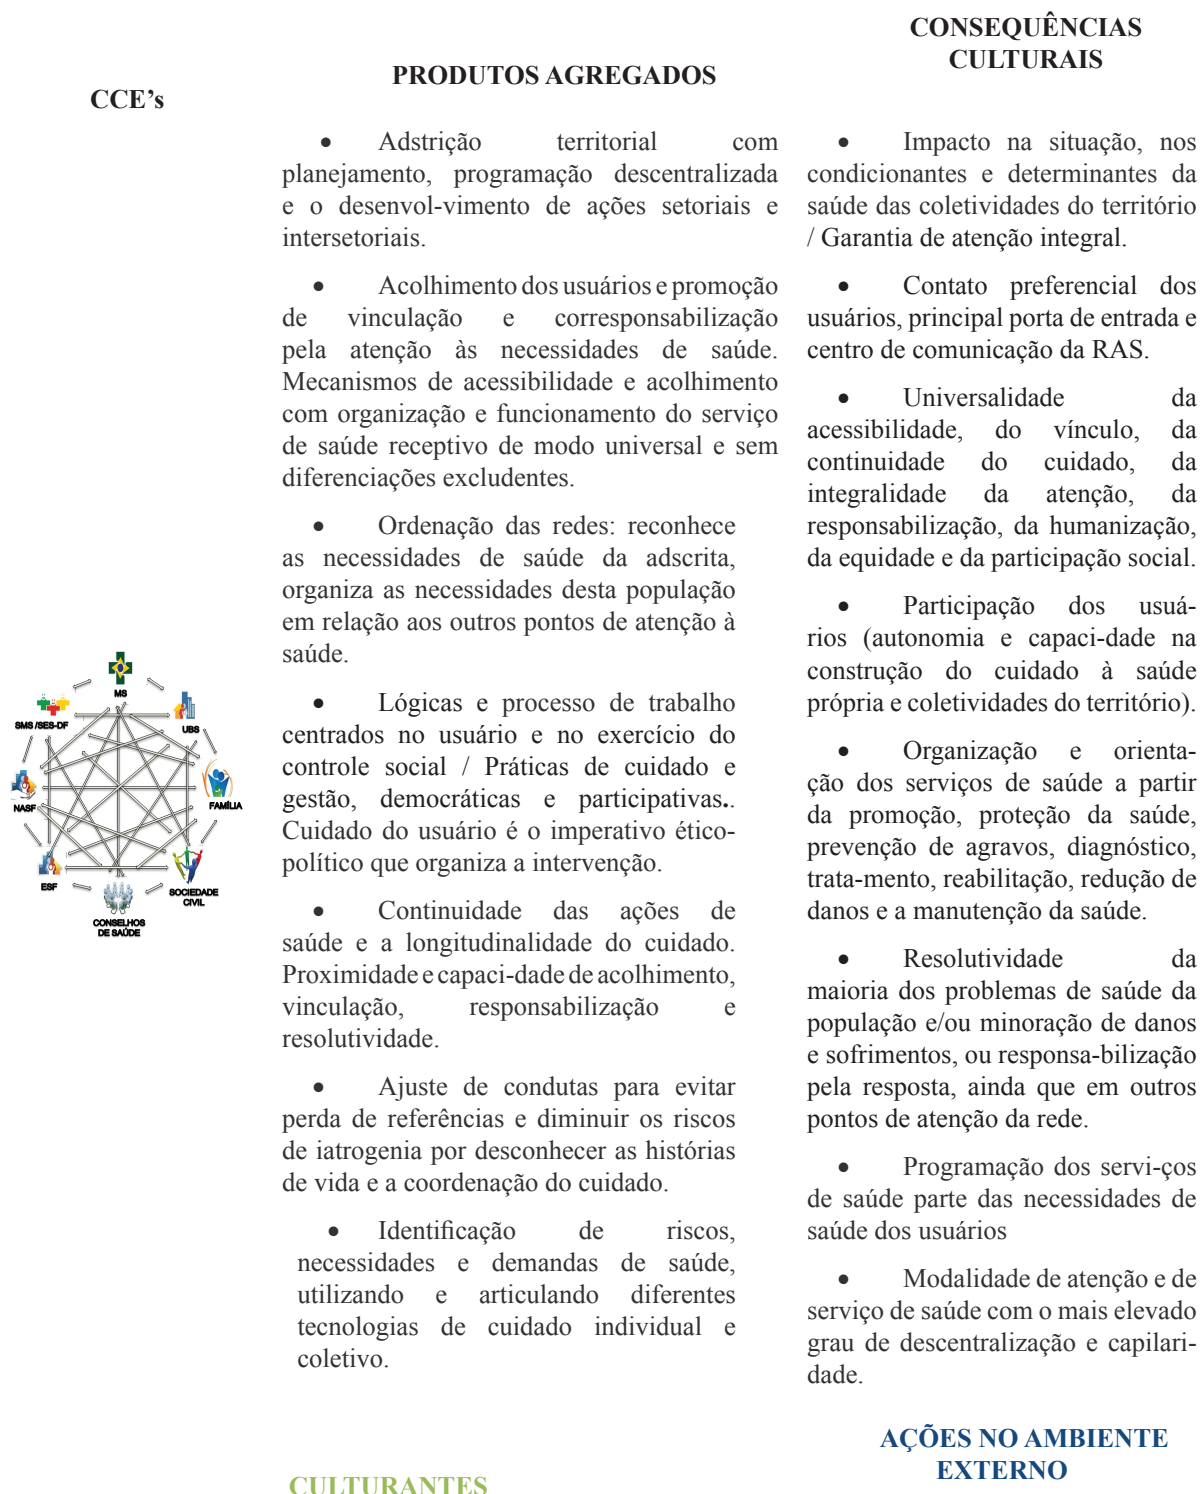 CCE’s
MS
SMS /SES-DF
UBS
NASF
FAMÍLIA
ESF
SOCIEDADE
CIVIL
CONSELHOS
DE SAÚDE
PRODUTOS AGREGADOS
• Adstrição territorial com
planejamento, programação descentralizada
e o desenvol-vimento de ações setoriais e
intersetoriais.
• Acolhimento dos usuários e promoção
de vinculação e corresponsabilização
pela atenção às necessidades de saúde.
Mecanismos de acessibilidade e acolhimento
com organização e funcionamento do serviço
de saúde receptivo de modo universal e sem
diferenciações excludentes.
• Ordenação das redes: reconhece
as necessidades de saúde da adscrita,
organiza as necessidades desta população
em relação aos outros pontos de atenção à
saúde.
• Lógicas e processo de trabalho
centrados no usuário e no exercício do
controle social / Práticas de cuidado e
gestão, democráticas e participativas..
Cuidado do usuário é o imperativo ético-
político que organiza a intervenção.
• Continuidade das ações de
saúde e a longitudinalidade do cuidado.
Proximidade e capaci-dade de acolhimento,
vinculação, responsabilização e
resolutividade.
• Ajuste de condutas para evitar
perda de referências e diminuir os riscos
de iatrogenia por desconhecer as histórias
de vida e a coordenação do cuidado.
• Identificação de riscos,
necessidades e demandas de saúde,
utilizando e articulando diferentes
tecnologias de cuidado individual e
coletivo.
CULTURANTES
CONSEQUÊNCIAS
CULTURAIS
• Impacto na situação, nos
condicionantes e determinantes da
saúde das coletividades do território
/ Garantia de atenção integral.
• Contato preferencial dos
usuários, principal porta de entrada e
centro de comunicação da RAS.
• Universalidade da
acessibilidade, do vínculo, da
continuidade do cuidado, da
integralidade da atenção, da
responsabilização, da humanização,
da equidade e da participação social.
• Participação dos usuá-
rios (autonomia e capaci-dade na
construção do cuidado à saúde
própria e coletividades do território).
• Organização e orienta-
ção dos serviços de saúde a partir
da promoção, proteção da saúde,
prevenção de agravos, diagnóstico,
trata-mento, reabilitação, redução de
danos e a manutenção da saúde.
• Resolutividade da
maioria dos problemas de saúde da
população e/ou minoração de danos
e sofrimentos, ou responsa-bilização
pela resposta, ainda que em outros
pontos de atenção da rede.
• Programação dos servi-ços
de saúde parte das necessidades de
saúde dos usuários
• Modalidade de atenção e de
serviço de saúde com o mais elevado
grau de descentralização e capilari-
dade.
AÇÕES NO AMBIENTE
EXTERNO